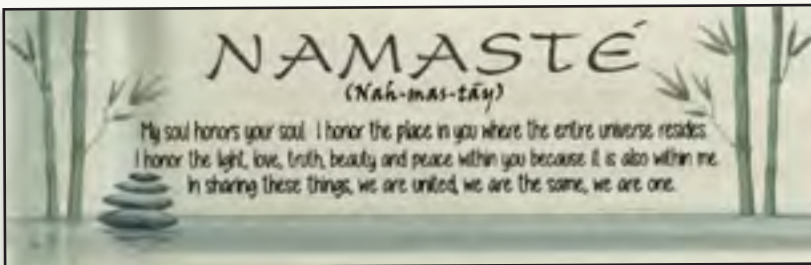 NAMASTÉ
(Nah-mas-tāy)
My soul honors your soul. I honor the place in you where the entire universe resides.
I honor the light, love, truth, beauty and peace within you because it is also within me.
In sharing these things, we are united, we are the same, we are one.